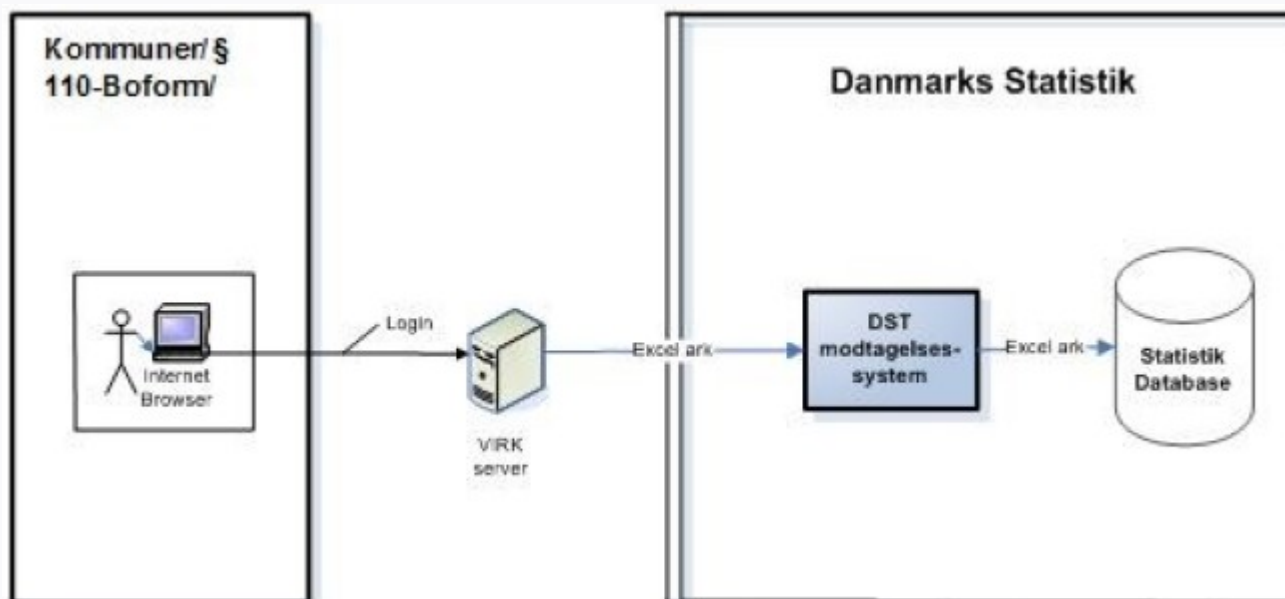 Kommuner/ §
110-Boform/
Danmarks Statistik
Login
Internet
Browser
VIRK
server
Excel ark
DST
modtagelses-
system
Excel ark
Statistik
Database